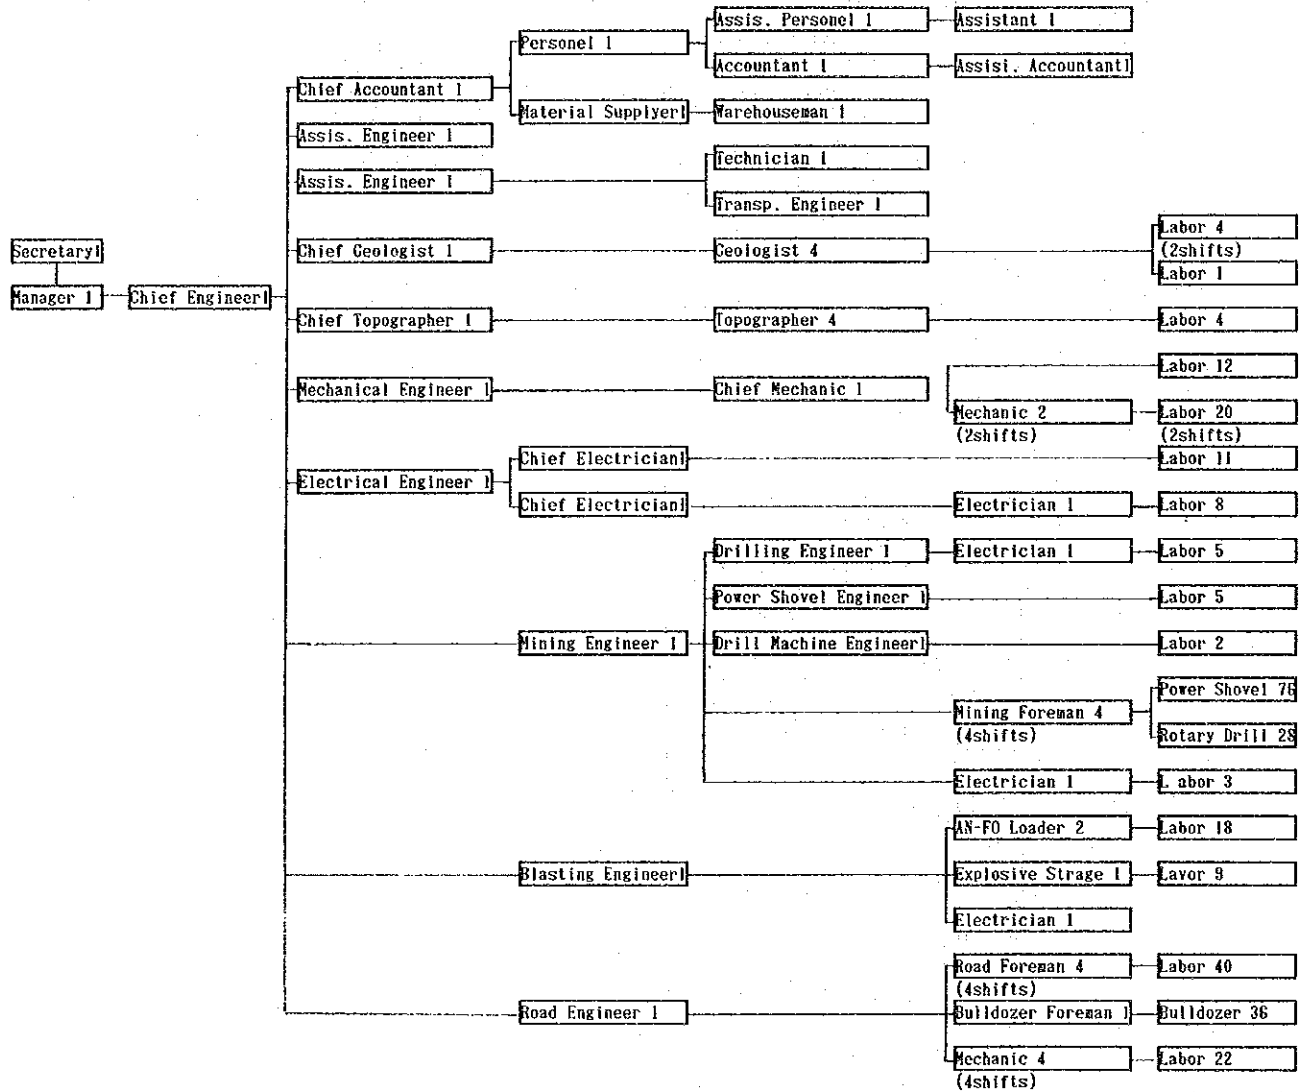 Assis. Personel 1
Assistant 1
Personel 1
Accountant 1
Assisi. Accountant1
Chief Accountant 1
Material Supplyer1
Warehouseman 1
Assis. Engineer 1
Technician 1
Assis. Engineer 1
Transp. Engineer 1
Labor 4
(2shifts)
Secretary1
Chief Geologist 1
Geologist 4
Labor 1
Manager 1
Chief Engineer1
Chief Topographer 1
Topographer 4
Labor 4
Labor 12
Mechanical Engineer 1
Chief Mechanic 1
Mechanic 2
(2shifts)
Labor 20
(2shifts)
Chief Electrician1
Labor 11
Electrical Engineer 1
Chief Electrician1
Electrician 1
Labor 8
Drilling Engineer 1
Electrician 1
Labor 5
Power Shovel Engineer 1
Labor 5
Mining Engineer 1
Drill Machine Engineer1
Labor 2
Power Shovel 76
Mining Foreman 4
(4shifts)
Rotary Drill 28
Electrician 1
L abor 3
AN-FO Loader 2
Labor 18
Blasting Engineer1
Explosive Strage 1
Lavor 9
Electrician 1
Road Foreman 4
(4shifts)
Labor 40
Road Engineer 1
Bulldozer Foreman 1
Bulldozer 36
Mechanic 4
(4shifts)
Labor 22